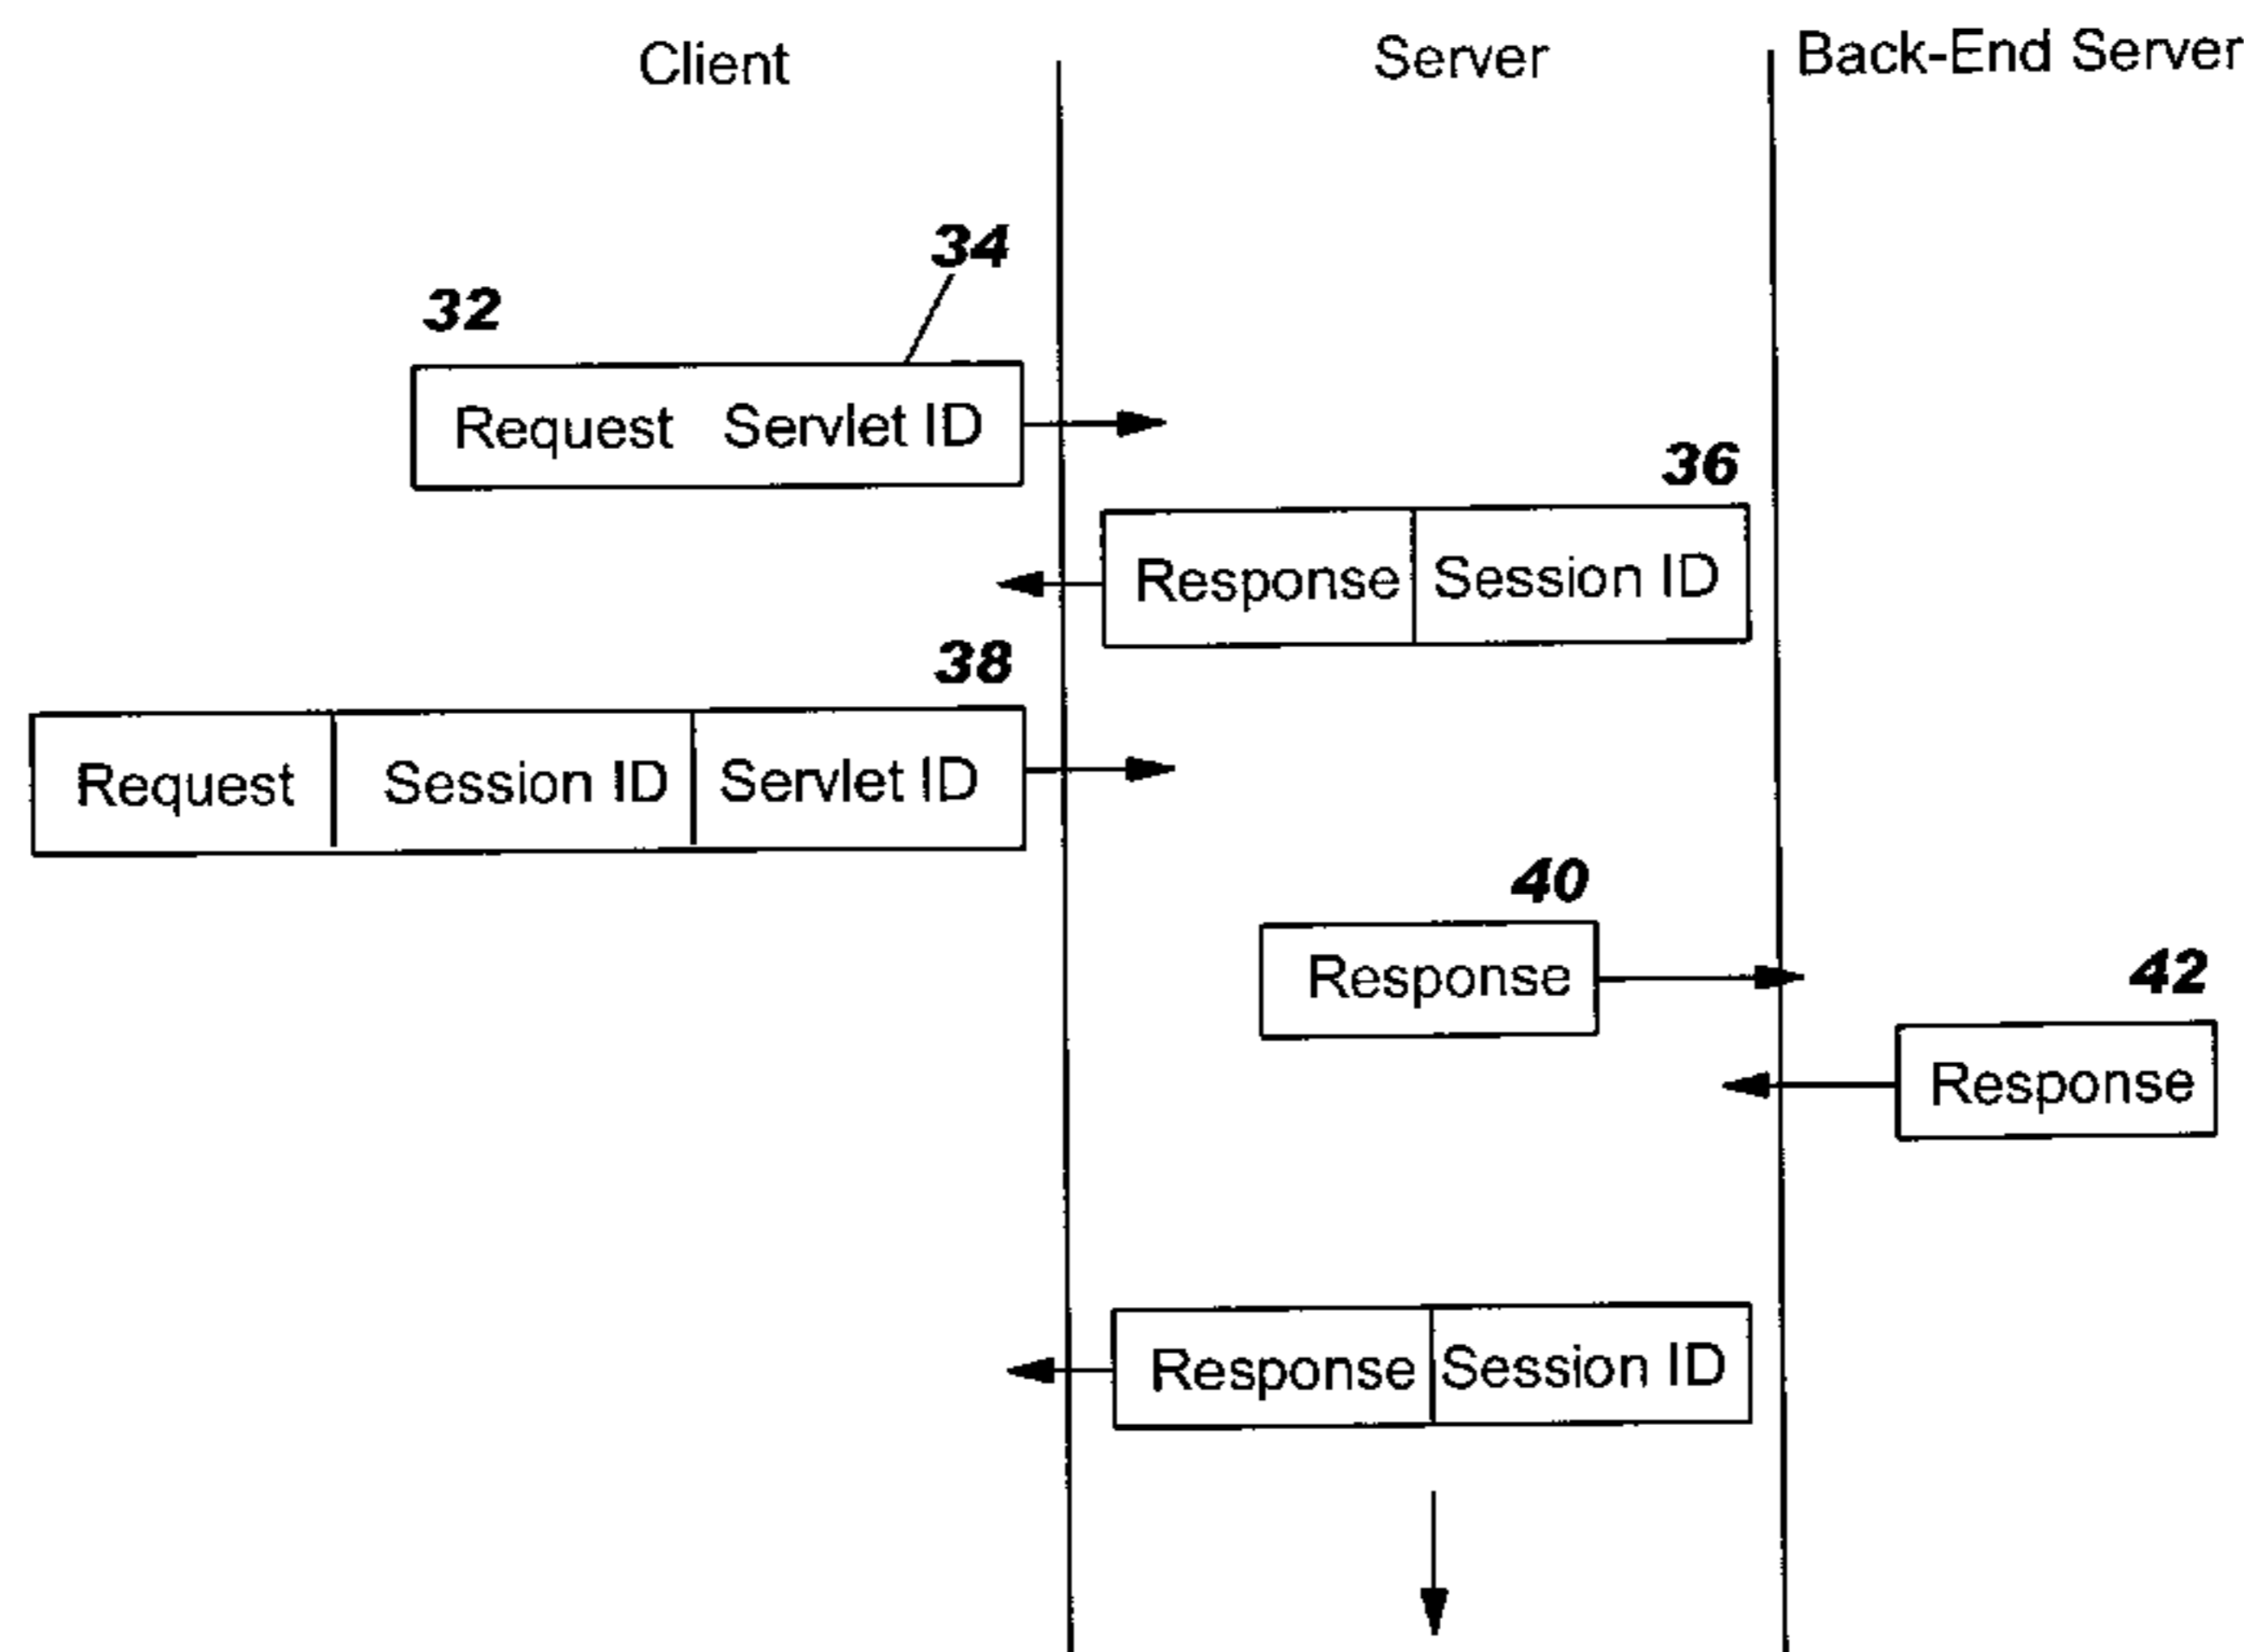 Client Server Back-End Server
34
32
Request Servlet ID
36
Response Session ID
38
Request Session ID Servlet ID
40
Response
42
Response
Response Session ID